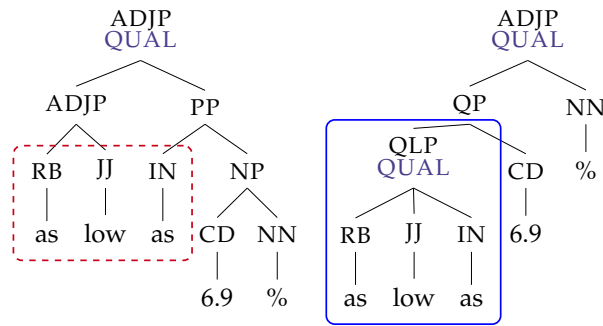 ADJP
QUAL
ADJP PP
RB JJ IN NP
as low as CD NN
6.9 %
ADJP
QUAL
QP NN
QLP
QUAL CD %
RB JJ IN 6.9
as low as